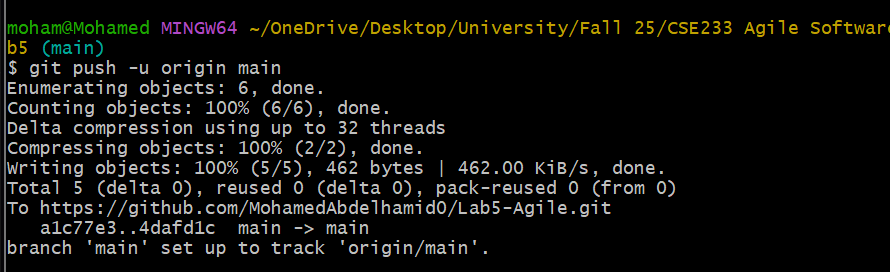 moham@Mohamed MINGW64 ~/OneDrive/Desktop/University/Fall 25/CSE233 Agile Softwar
b5 (main)
$ git push -u origin main
Enumerating objects: 6, done.
Counting objects: 100% (6/6), done.
Delta compression using up to 32 threads
Compressing objects: 100% (2/2), done.
Writing objects: 100% (5/5), 462 bytes | 462.00 KiB/s, done.
Total 5 (delta 0), reused 0 (delta 0), pack-reused 0 (from 0)
To https://github.com/MohamedAbdelhamid0/Lab5-Agile.git
   a1c77e3..4dafd1c  main -> main
branch 'main' set up to track 'origin/main'.